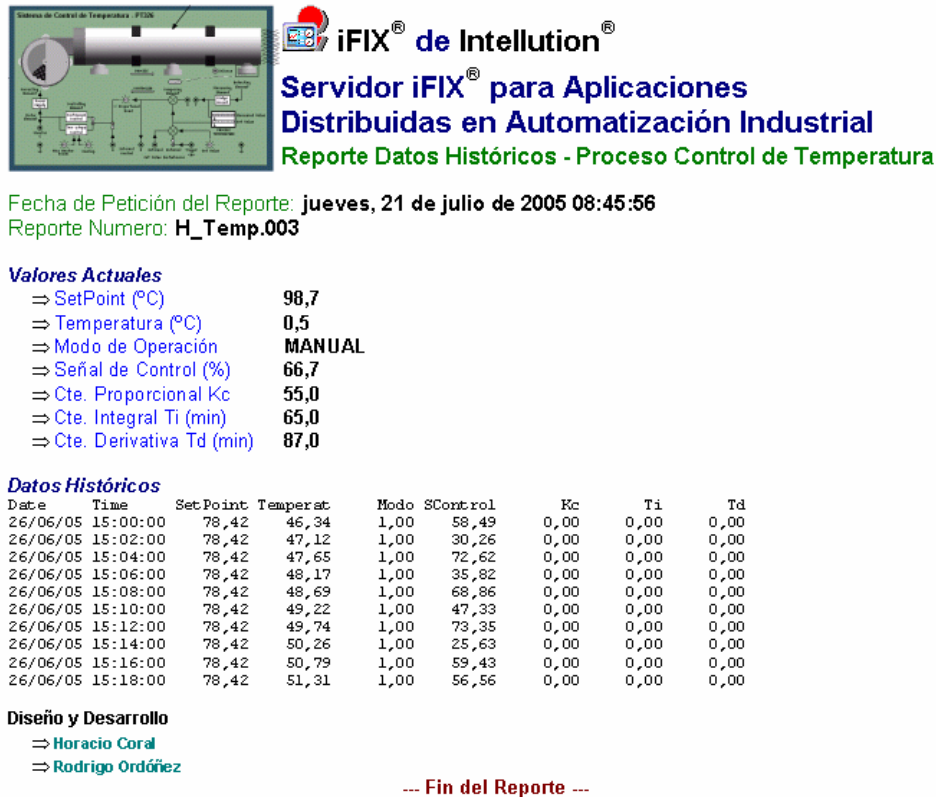 Sistema de Control de Temperatura - PT326
iFIX® de Intellution®
Servidor iFIX® para Aplicaciones
Distribuidas en Automatización Industrial
Reporte Datos Históricos - Proceso Control de Temperatura
Fecha de Petición del Reporte: jueves, 21 de julio de 2005 08:45:56
Reporte Numero: H_Temp.003
Valores Actuales
⇒ SetPoint (ºC) 98,7
⇒ Temperatura (ºC) 0,5
⇒ Modo de Operación MANUAL
⇒ Señal de Control (%) 66,7
⇒ Cte. Proporcional Kc 55,0
⇒ Cte. Integral Ti (min) 65,0
⇒ Cte. Derivativa Td (min) 87,0
Datos Históricos
Date Time SetPoint Temperat Modo SControl Kc Ti Td
26/06/05 15:00:00 78,42 46,34 1,00 58,49 0,00 0,00 0,00
26/06/05 15:02:00 78,42 47,12 1,00 30,26 0,00 0,00 0,00
26/06/05 15:04:00 78,42 47,65 1,00 72,62 0,00 0,00 0,00
26/06/05 15:06:00 78,42 48,17 1,00 35,82 0,00 0,00 0,00
26/06/05 15:08:00 78,42 48,69 1,00 68,86 0,00 0,00 0,00
26/06/05 15:10:00 78,42 49,22 1,00 47,33 0,00 0,00 0,00
26/06/05 15:12:00 78,42 49,74 1,00 73,35 0,00 0,00 0,00
26/06/05 15:14:00 78,42 50,26 1,00 25,63 0,00 0,00 0,00
26/06/05 15:16:00 78,42 50,79 1,00 59,43 0,00 0,00 0,00
26/06/05 15:18:00 78,42 51,31 1,00 56,56 0,00 0,00 0,00
Diseño y Desarrollo
⇒ Horacio Coral
⇒ Rodrigo Ordóñez
--- Fin del Reporte ---